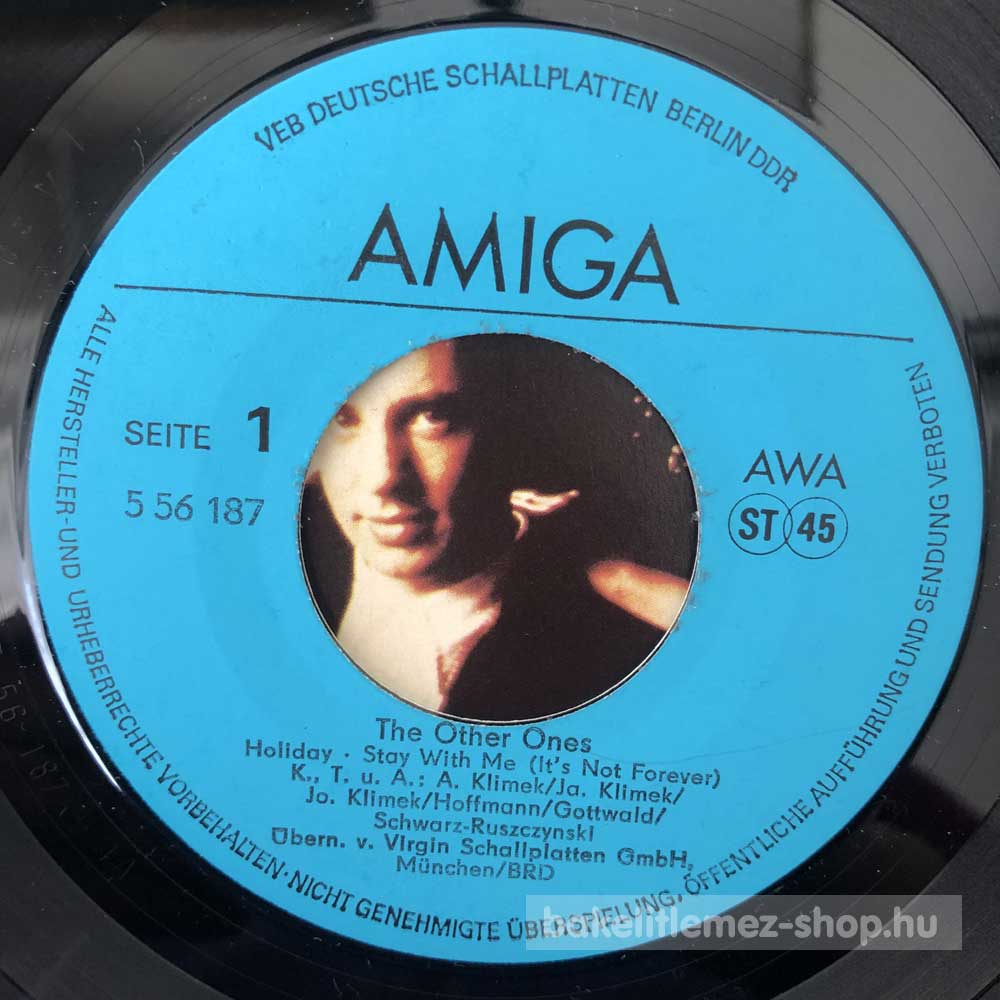 VEB DEUTSCHE SCHALLPLATTEN BERLIN DDR
AMIGA
SEITE 1
5 56 187
AWA
ST 45
The Other Ones
Holiday · Stay With Me (It's Not Forever)
K., T. u. A.: A. Klimek/Ja. Klimek/
Jo. Klimek/Hoffmann/Gottwald/
Schwarz-Ruszczynski
Übern. v. Virgin Schallplatten GmbH,
München/BRD
ALLE HERSTELLER-UND URHEBERRECHTE VORBEHALTEN · NICHT GENEHMIGTE ÜBERSPIELUNG, ÖFFENTLICHE AUFFÜHRUNG UND SENDUNG VERBOTEN
bakelitlemez-shop.hu